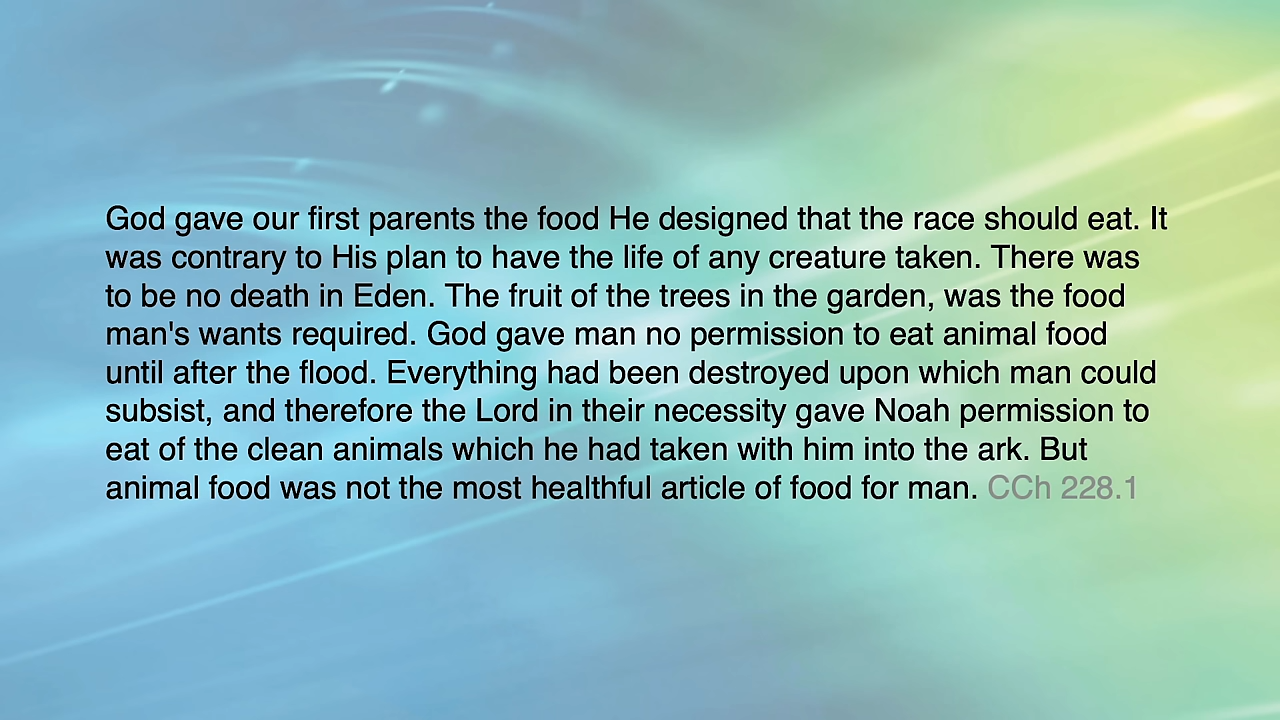 God gave our first parents the food He designed that the race should eat. It
was contrary to His plan to have the life of any creature taken. There was
to be no death in Eden. The fruit of the trees in the garden, was the food
man's wants required. God gave man no permission to eat animal food
until after the flood. Everything had been destroyed upon which man could
subsist, and therefore the Lord in their necessity gave Noah permission to
eat of the clean animals which he had taken with him into the ark. But
animal food was not the most healthful article of food for man. CCh 228.1